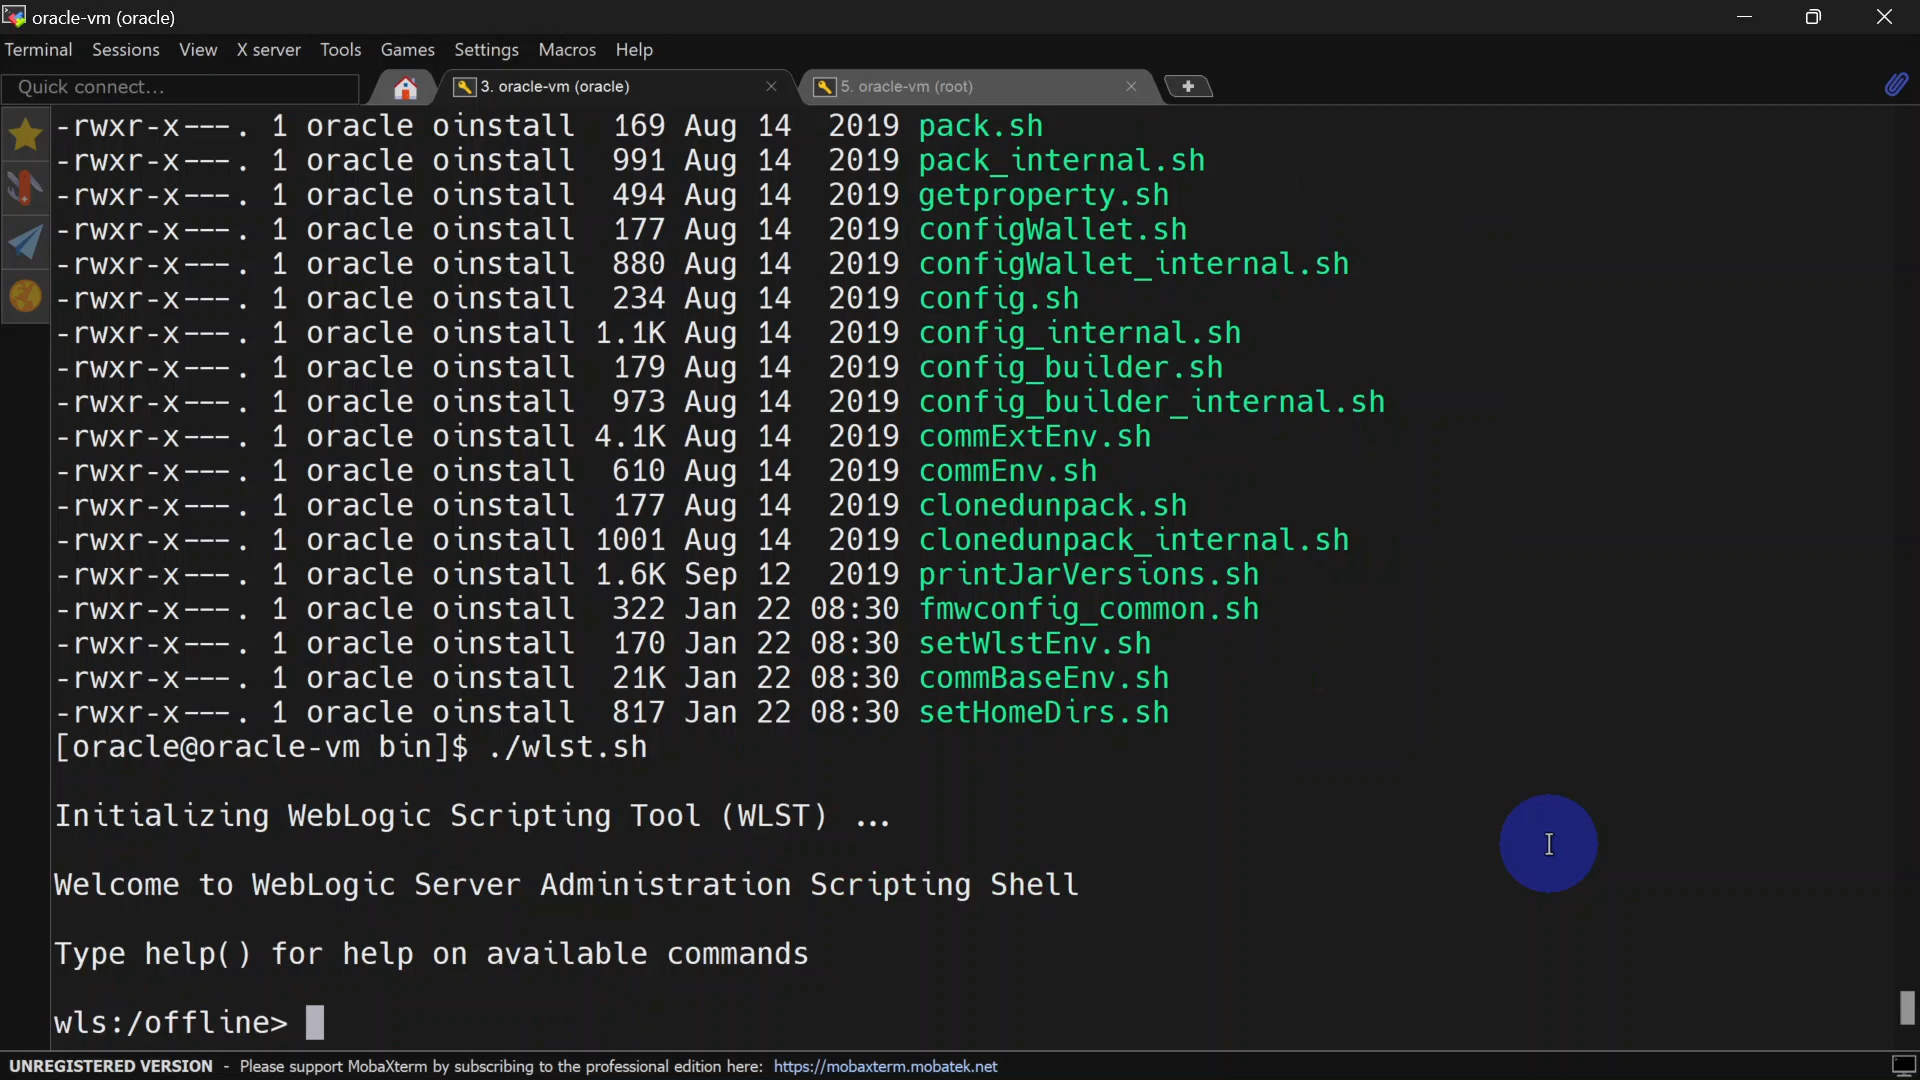 oracle-vm (oracle)
Terminal Sessions View X server Tools Games Settings Macros Help
Quick connect... 3. oracle-vm (oracle) 5. oracle-vm (root)
-rwxr-x---. 1 oracle oinstall 169 Aug 14 2019 pack.sh
-rwxr-x---. 1 oracle oinstall 991 Aug 14 2019 pack_internal.sh
-rwxr-x---. 1 oracle oinstall 494 Aug 14 2019 getproperty.sh
-rwxr-x---. 1 oracle oinstall 177 Aug 14 2019 configWallet.sh
-rwxr-x---. 1 oracle oinstall 880 Aug 14 2019 configWallet_internal.sh
-rwxr-x---. 1 oracle oinstall 234 Aug 14 2019 config.sh
-rwxr-x---. 1 oracle oinstall 1.1K Aug 14 2019 config_internal.sh
-rwxr-x---. 1 oracle oinstall 179 Aug 14 2019 config_builder.sh
-rwxr-x---. 1 oracle oinstall 973 Aug 14 2019 config_builder_internal.sh
-rwxr-x---. 1 oracle oinstall 4.1K Aug 14 2019 commExtEnv.sh
-rwxr-x---. 1 oracle oinstall 610 Aug 14 2019 commEnv.sh
-rwxr-x---. 1 oracle oinstall 177 Aug 14 2019 clonedunpack.sh
-rwxr-x---. 1 oracle oinstall 1001 Aug 14 2019 clonedunpack_internal.sh
-rwxr-x---. 1 oracle oinstall 1.6K Sep 12 2019 printJarVersions.sh
-rwxr-x---. 1 oracle oinstall 322 Jan 22 08:30 fmwconfig_common.sh
-rwxr-x---. 1 oracle oinstall 170 Jan 22 08:30 setWlstEnv.sh
-rwxr-x---. 1 oracle oinstall 21K Jan 22 08:30 commBaseEnv.sh
-rwxr-x---. 1 oracle oinstall 817 Jan 22 08:30 setHomeDirs.sh
[oracle@oracle-vm bin]$ ./wlst.sh
Initializing WebLogic Scripting Tool (WLST) ...
Welcome to WebLogic Server Administration Scripting Shell
Type help() for help on available commands
wls:/offline>
UNREGISTERED VERSION - Please support MobaXterm by subscribing to the professional edition here: https://mobaxterm.mobatek.net